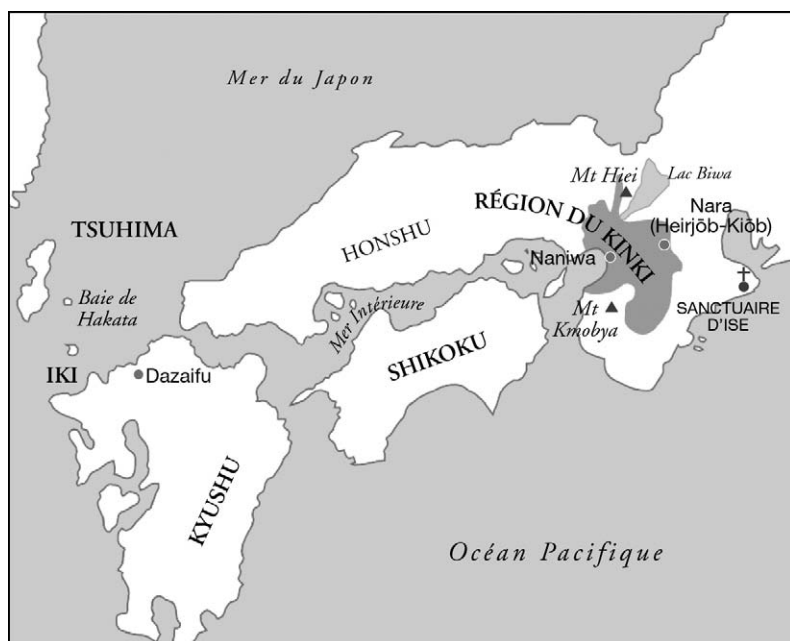 Mer du Japon
Mt Hiei
Lac Biwa
Nara
(Heirjōb-Kiōb)
RÉGION DU KINKI
TSUHIMA
HONSHU
Naniwa
Baie de
Hakata
Mer Intérieure
Mt
Kmobya
SANCTUAIRE
D'ISE
SHIKOKU
IKI
Dazaifu
KYUSHU
Océan Pacifique